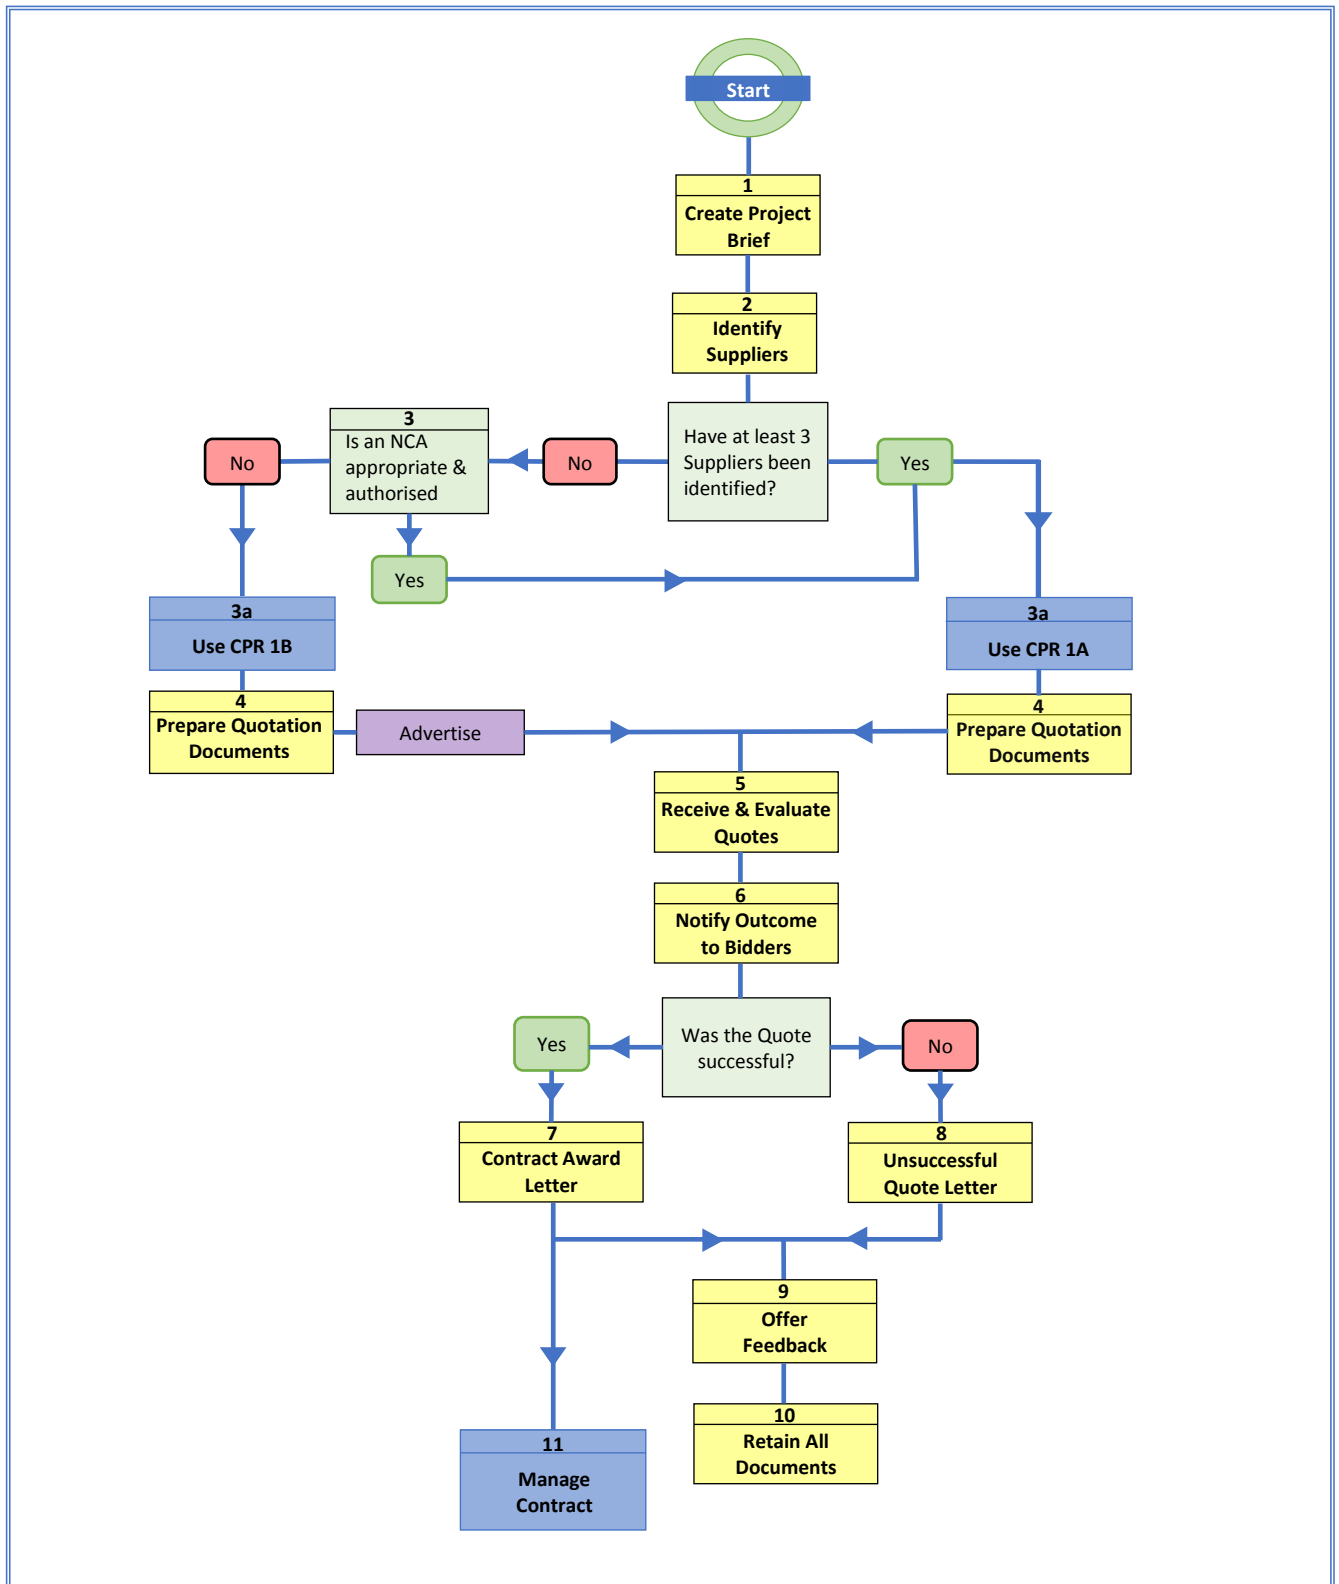 Start
1
Create Project
Brief
2
Identify
Suppliers
3
Is an NCA
appropriate &
authorised
No
No
Have at least 3
Suppliers been
identified?
Yes
Yes
3a
Use CPR 1B
3a
Use CPR 1A
4
Prepare Quotation
Documents
Advertise
4
Prepare Quotation
Documents
5
Receive & Evaluate
Quotes
6
Notify Outcome
to Bidders
Yes
Was the Quote
successful?
No
7
Contract Award
Letter
8
Unsuccessful
Quote Letter
9
Offer
Feedback
10
Retain All
Documents
11
Manage
Contract